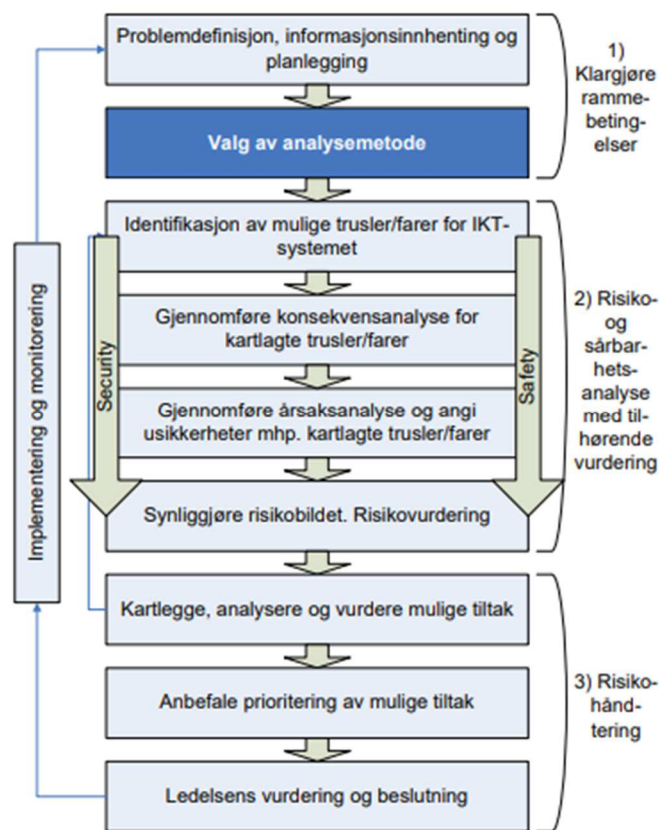 Problemdefinisjon, informasjonsinnhenting og
planlegging
1)
Klargjøre
ramme-
beting-
elser
Valg av analysemetode
Identifikasjon av mulige trusler/farer for IKT-
systemet
Gjennomføre konsekvensanalyse for
kartlagte trusler/farer
Gjennomføre årsaksanalyse og angi
usikkerheter mhp. kartlagte trusler/farer
Synliggjøre risikobildet. Risikovurdering
Security
Safety
2) Risiko-
og
sårbar-
hets-
analyse
med til-
hørende
vurdering
Implementering og monitorering
Kartlegge, analysere og vurdere mulige tiltak
Anbefale prioritering av mulige tiltak
Ledelsens vurdering og beslutning
3) Risiko-
hånd-
tering